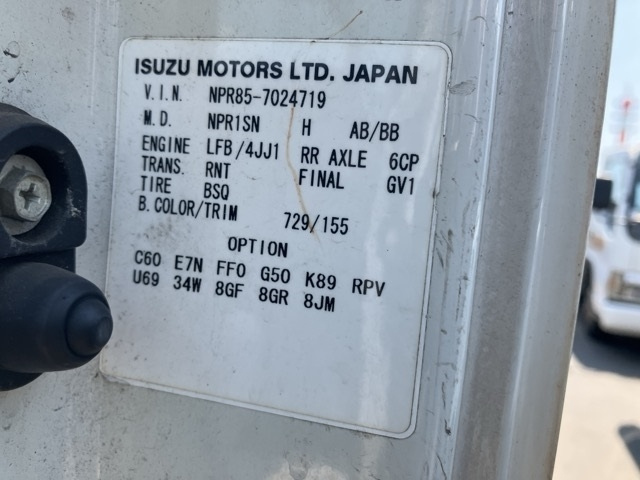 ISUZU MOTORS LTD. JAPAN
V.I.N. NPR85-7024719
M.D. NPR1SN H AB/BB
ENGINE LFB/4JJ1 RR AXLE 6CP
TRANS. RNT FINAL GV1
TIRE BSQ
B.COLOR/TRIM 729/155
OPTION
C60 E7N FF0 G50 K89 RPV
U69 34W 8GF 8GR 8JM